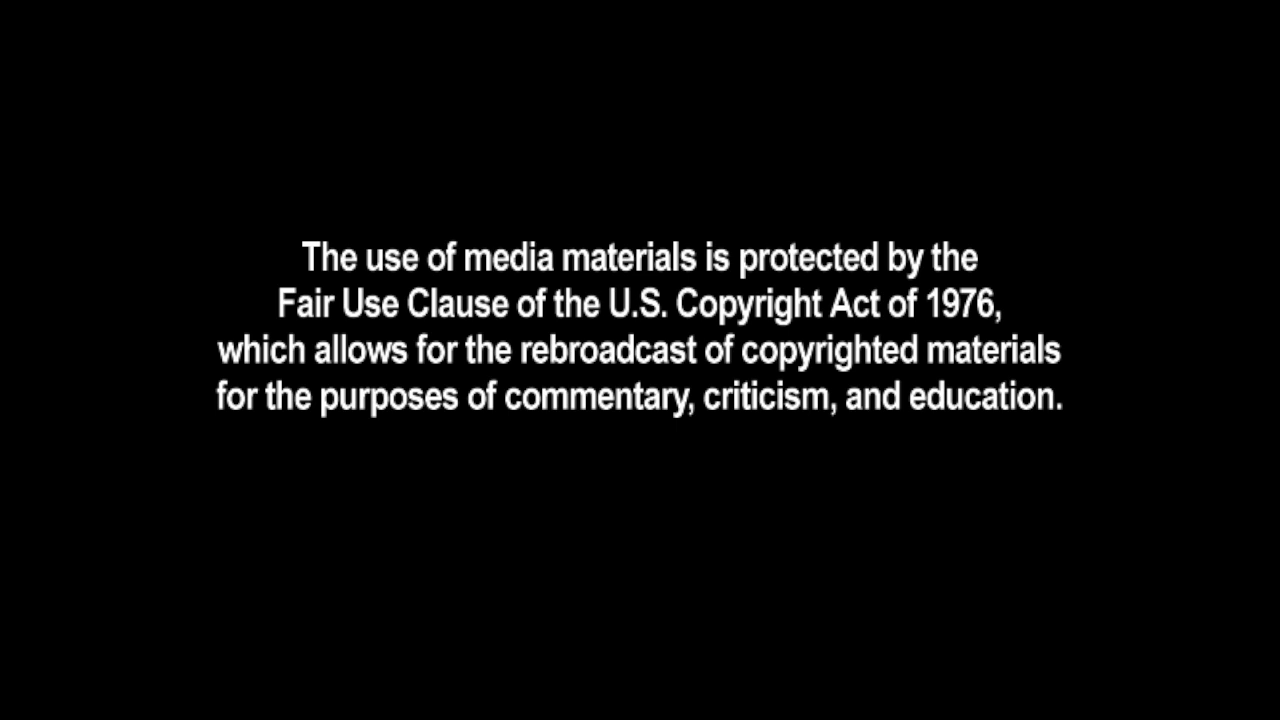 The use of media materials is protected by the
Fair Use Clause of the U.S. Copyright Act of 1976,
which allows for the rebroadcast of copyrighted materials
for the purposes of commentary, criticism, and education.